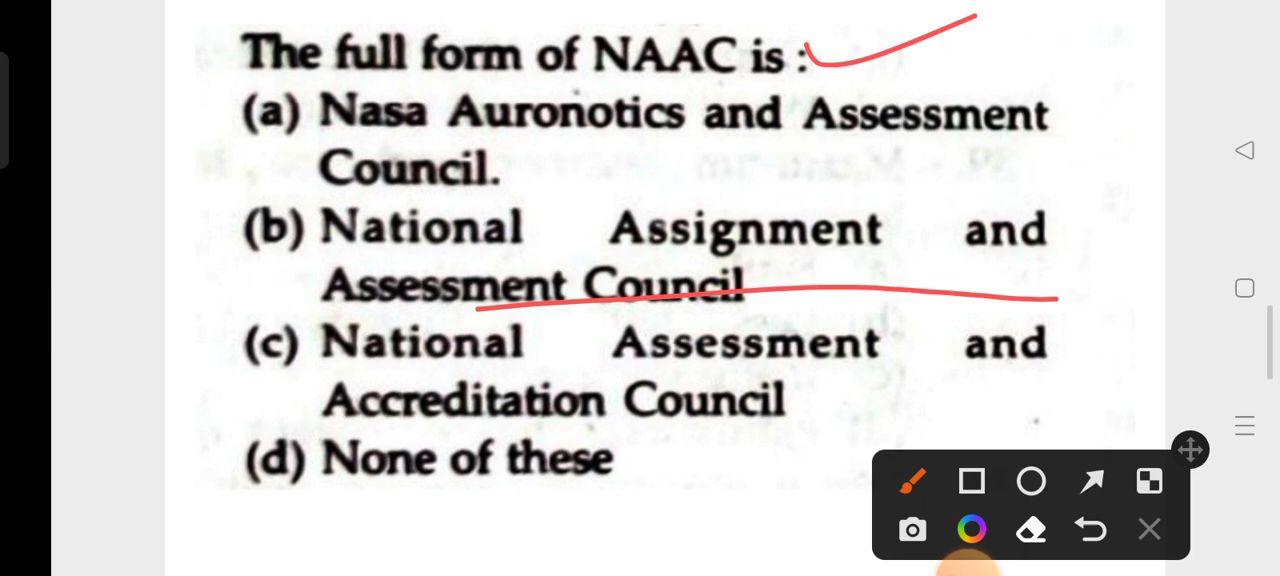 The full form of NAAC is :
(a) Nasa Auronotics and Assessment
Council.
(b) National Assignment and
Assessment Council
(c) National Assessment and
Accreditation Council
(d) None of these